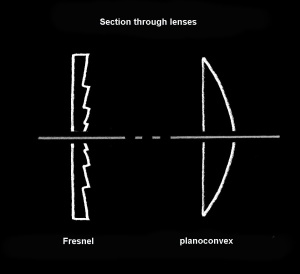 Section through lenses
Fresnel
planoconvex